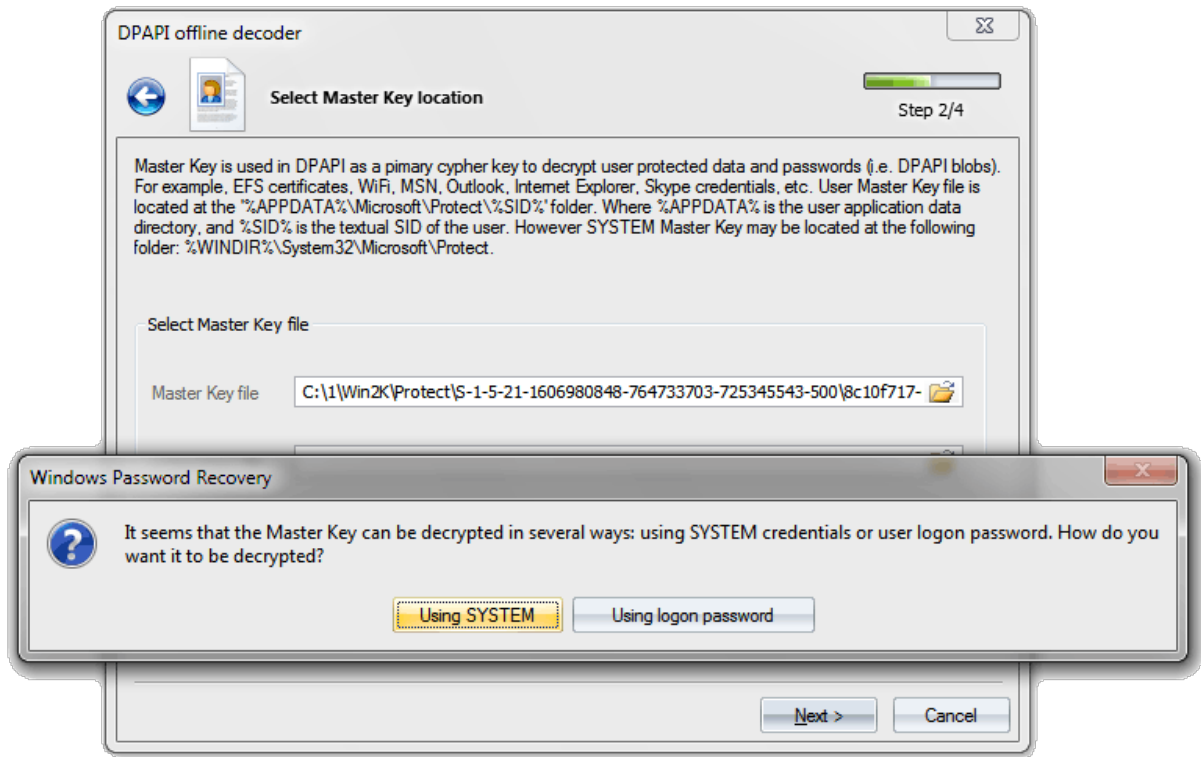 DPAPI offline decoder
Select Master Key location
Step 2/4
Master Key is used in DPAPI as a pimary cypher key to decrypt user protected data and passwords (i.e. DPAPI blobs).
For example, EFS certificates, WiFi, MSN, Outlook, Internet Explorer, Skype credentials, etc. User Master Key file is
located at the "%APPDATA%\Microsoft\Protect\%SID%' folder. Where %APPDATA% is the user application data
directory, and %SID% is the textual SID of the user. However SYSTEM Master Key may be located at the following
folder: %WINDIR%\System32\Microsoft\Protect.
Select Master Key file
Master Key file
C:\1\Win2K\Protect\S-1-5-21-1606980848-764733703-725345543-500\8c10f717-
Windows Password Recovery
It seems that the Master Key can be decrypted in several ways: using SYSTEM credentials or user logon password. How do you
want it to be decrypted?
Using SYSTEM
Using logon password
Next >
Cancel